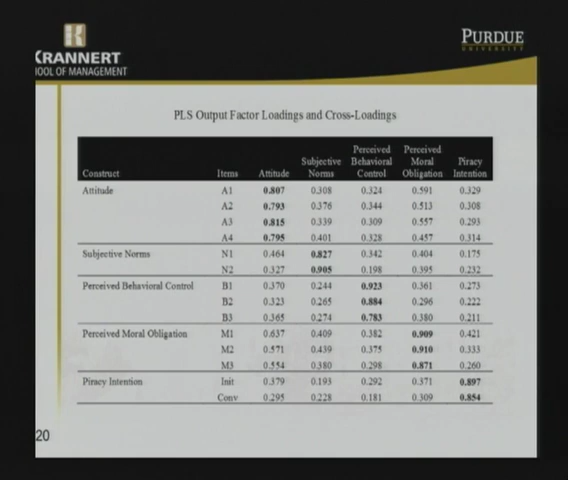 KRANNERT
OOL OF MANAGEMENT
PURDUE
UNIVERSITY
PLS Output Factor Loadings and Cross-Loadings
Construct Items Attitude Subjective Norms Perceived Behavioral Control Perceived Moral Obligation Piracy Intention
Attitude A1 0.807 0.308 0.324 0.591 0.329
A2 0.793 0.376 0.344 0.513 0.308
A3 0.815 0.339 0.309 0.557 0.293
A4 0.795 0.401 0.328 0.457 0.314
Subjective Norms N1 0.464 0.827 0.342 0.404 0.175
N2 0.327 0.905 0.198 0.395 0.232
Perceived Behavioral Control B1 0.370 0.244 0.923 0.361 0.273
B2 0.323 0.265 0.884 0.296 0.222
B3 0.365 0.274 0.783 0.380 0.211
Perceived Moral Obligation M1 0.637 0.409 0.382 0.909 0.421
M2 0.571 0.439 0.375 0.910 0.333
M3 0.554 0.380 0.298 0.871 0.260
Piracy Intention Init 0.379 0.193 0.292 0.371 0.897
Conv 0.295 0.228 0.181 0.309 0.854
20